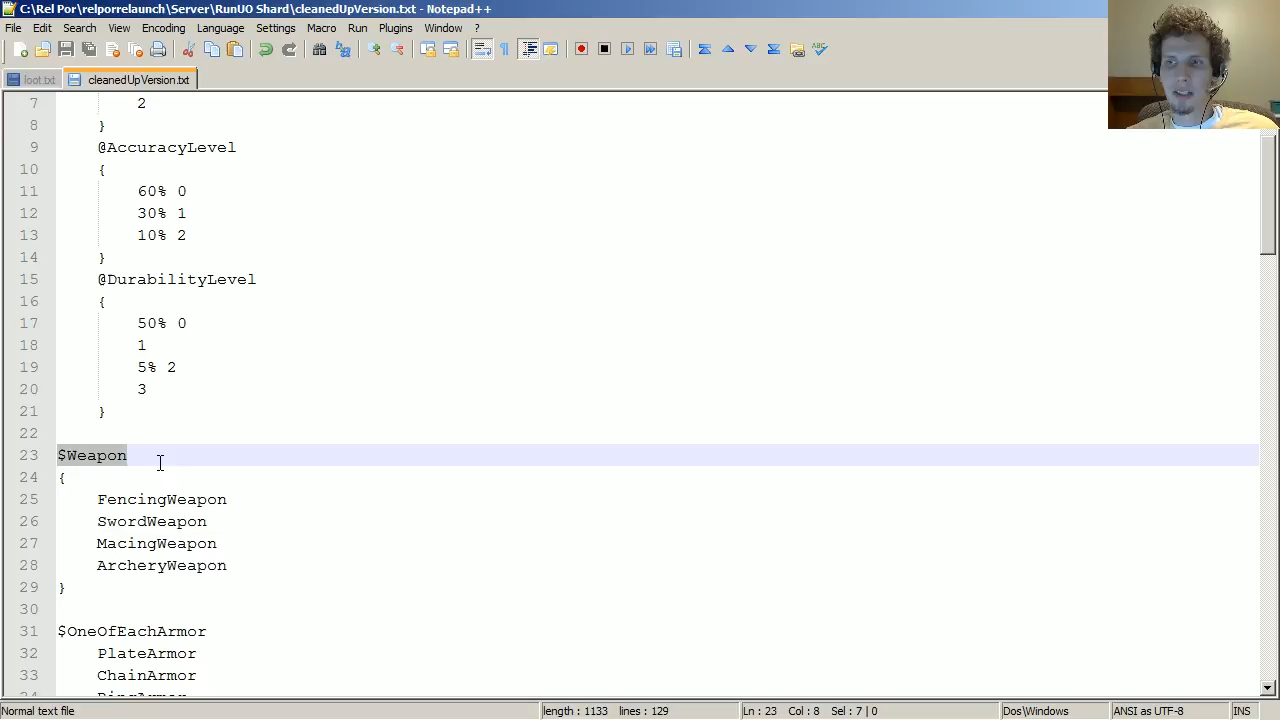 C:\Rel Por\relporrelaunch\Server\RunUO Shard\cleanedUpVersion.txt - Notepad++
File Edit Search View Encoding Language Settings Macro Run Plugins Window ?
loot.txt cleanedUpVersion.txt
7 2
8 }
9 @AccuracyLevel
10 {
11 60% 0
12 30% 1
13 10% 2
14 }
15 @DurabilityLevel
16 {
17 50% 0
18 1
19 5% 2
20 3
21 }
22
23 $Weapon
24 {
25 FencingWeapon
26 SwordWeapon
27 MacingWeapon
28 ArcheryWeapon
29 }
30
31 $OneOfEachArmor
32 PlateArmor
33 ChainArmor
34 RingArmor
Normal text file length : 1133 lines : 129 Ln : 23 Col : 8 Sel : 7 | 0 Dos\Windows ANSI as UTF-8 INS